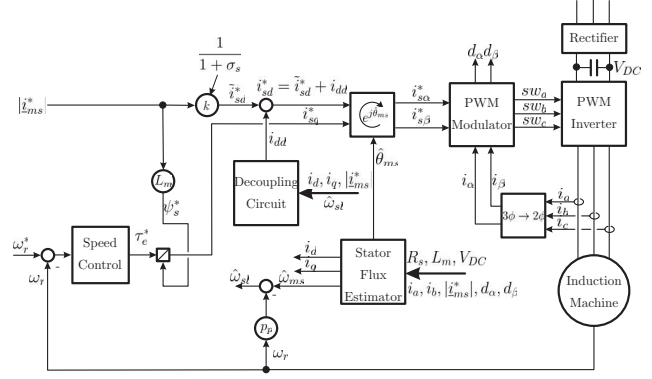 Rectifier
V_DC
d_α d_β
1
1 + σ_s
|i*_ms|
k
ĩ*_sd
i*_sd = ĩ*_sd + i_dd
i*_sq
e^{jθ̂_ms}
i*_sα
i*_sβ
PWM
Modulator
sw_a
sw_b
sw_c
PWM
Inverter
i_dd
θ̂_ms
i_α
i_β
L_m
ψ*_s
Decoupling
Circuit
i_d, i_q, |i*_ms|
ω̂_sl
3ϕ → 2ϕ
i_a
i_b
i_c
ω*_r
-
ω_r
Speed
Control
τ*_e
i_d
i_q
ω̂_sl
ω̂_ms
-
Stator
Flux
Estimator
R_s, L_m, V_DC
i_a, i_b, |i*_ms|, d_α, d_β
Induction
Machine
p_p
ω_r